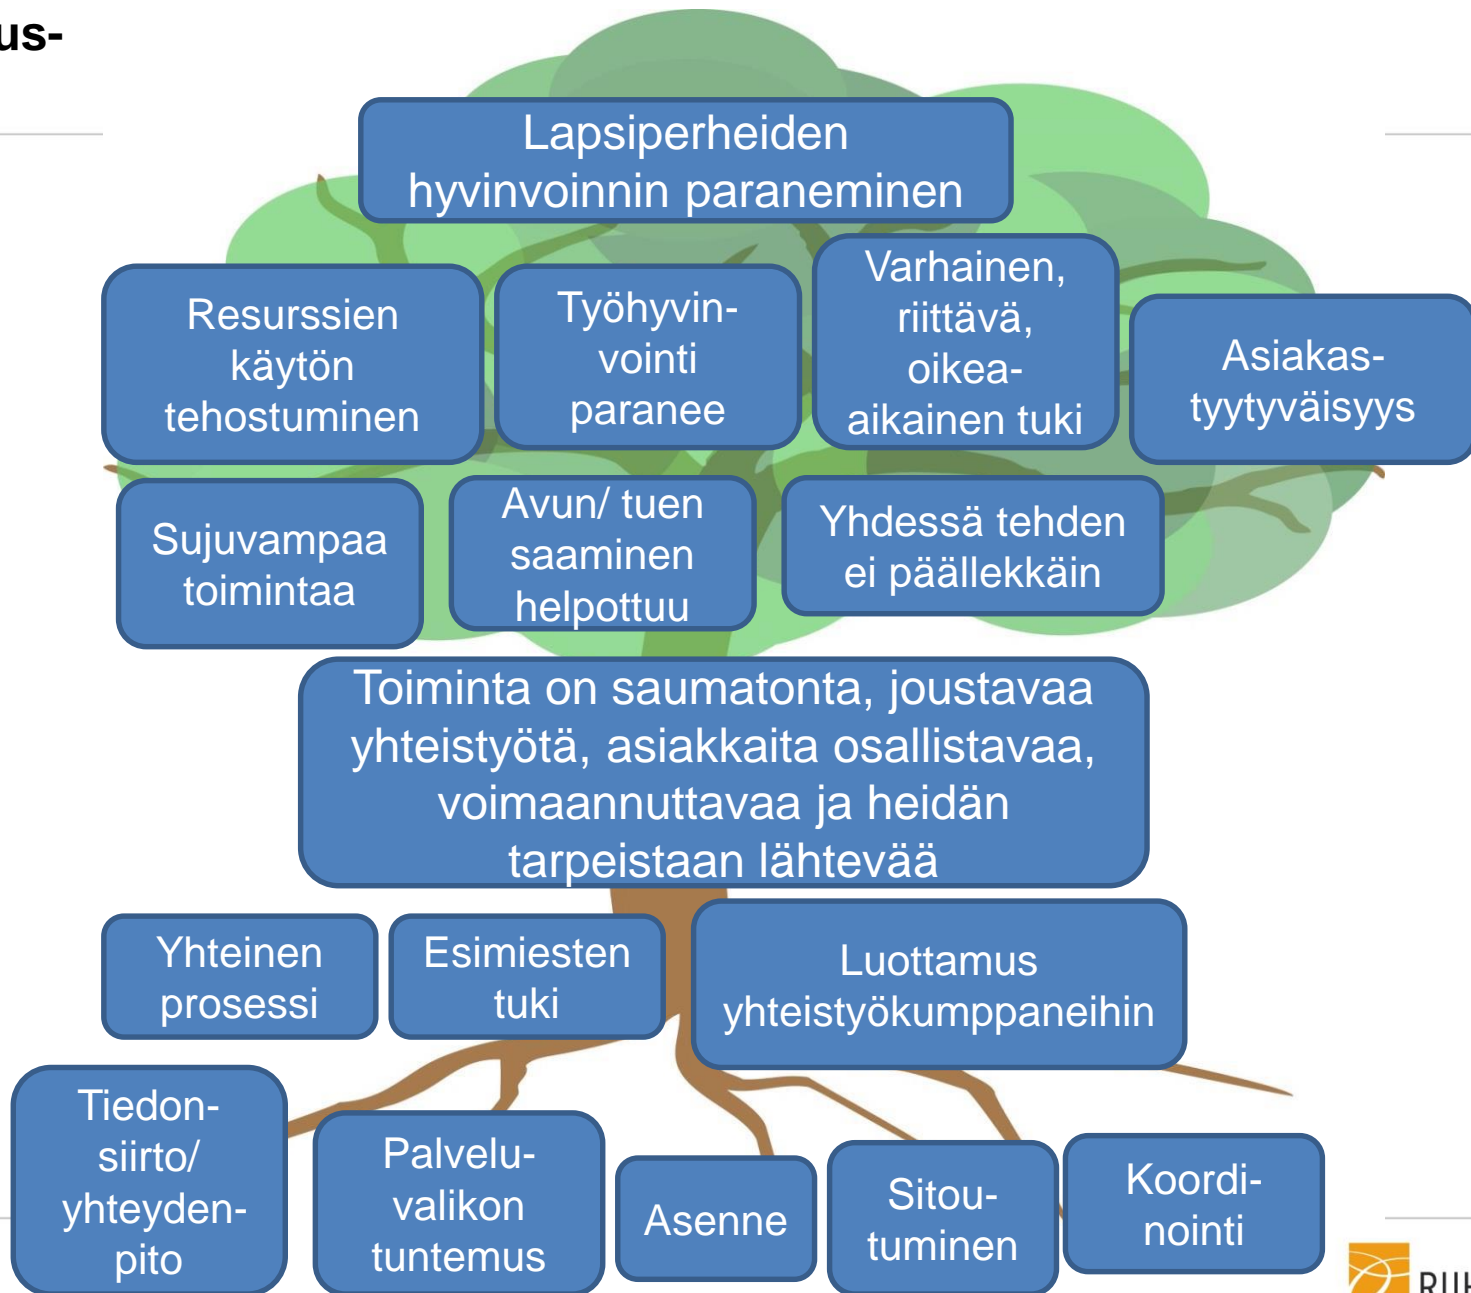 us-
Lapsiperheiden
hyvinvoinnin paraneminen
Resurssien
käytön
tehostuminen
Työhyvin-
vointi
paranee
Varhainen,
riittävä,
oikea-
aikainen tuki
Asiakas-
tyytyväisyys
Sujuvampaa
toimintaa
Avun/ tuen
saaminen
helpottuu
Yhdessä tehden
ei päällekkäin
Toiminta on saumatonta, joustavaa
yhteistyötä, asiakkaita osallistavaa,
voimaannuttavaa ja heidän
tarpeistaan lähtevää
Yhteinen
prosessi
Esimiesten
tuki
Luottamus
yhteistyökumppaneihin
Tiedon-
siirto/
yhteyden-
pito
Palvelu-
valikon
tuntemus
Asenne
Sitou-
tuminen
Koordi-
nointi